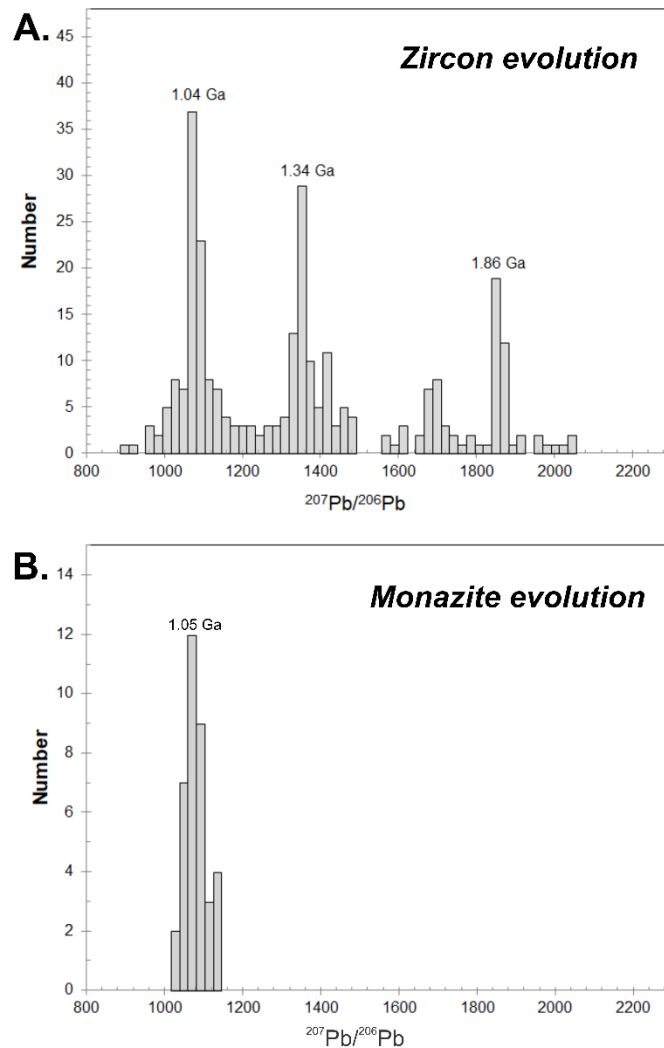 A.
Zircon evolution
45
40
35
30
25
20
15
10
5
0
Number
1.04 Ga
1.34 Ga
1.86 Ga
800 1000 1200 1400 1600 1800 2000 2200
207Pb/206Pb
B.
Monazite evolution
14
12
10
8
6
4
2
0
Number
1.05 Ga
800 1000 1200 1400 1600 1800 2000 2200
207Pb/206Pb